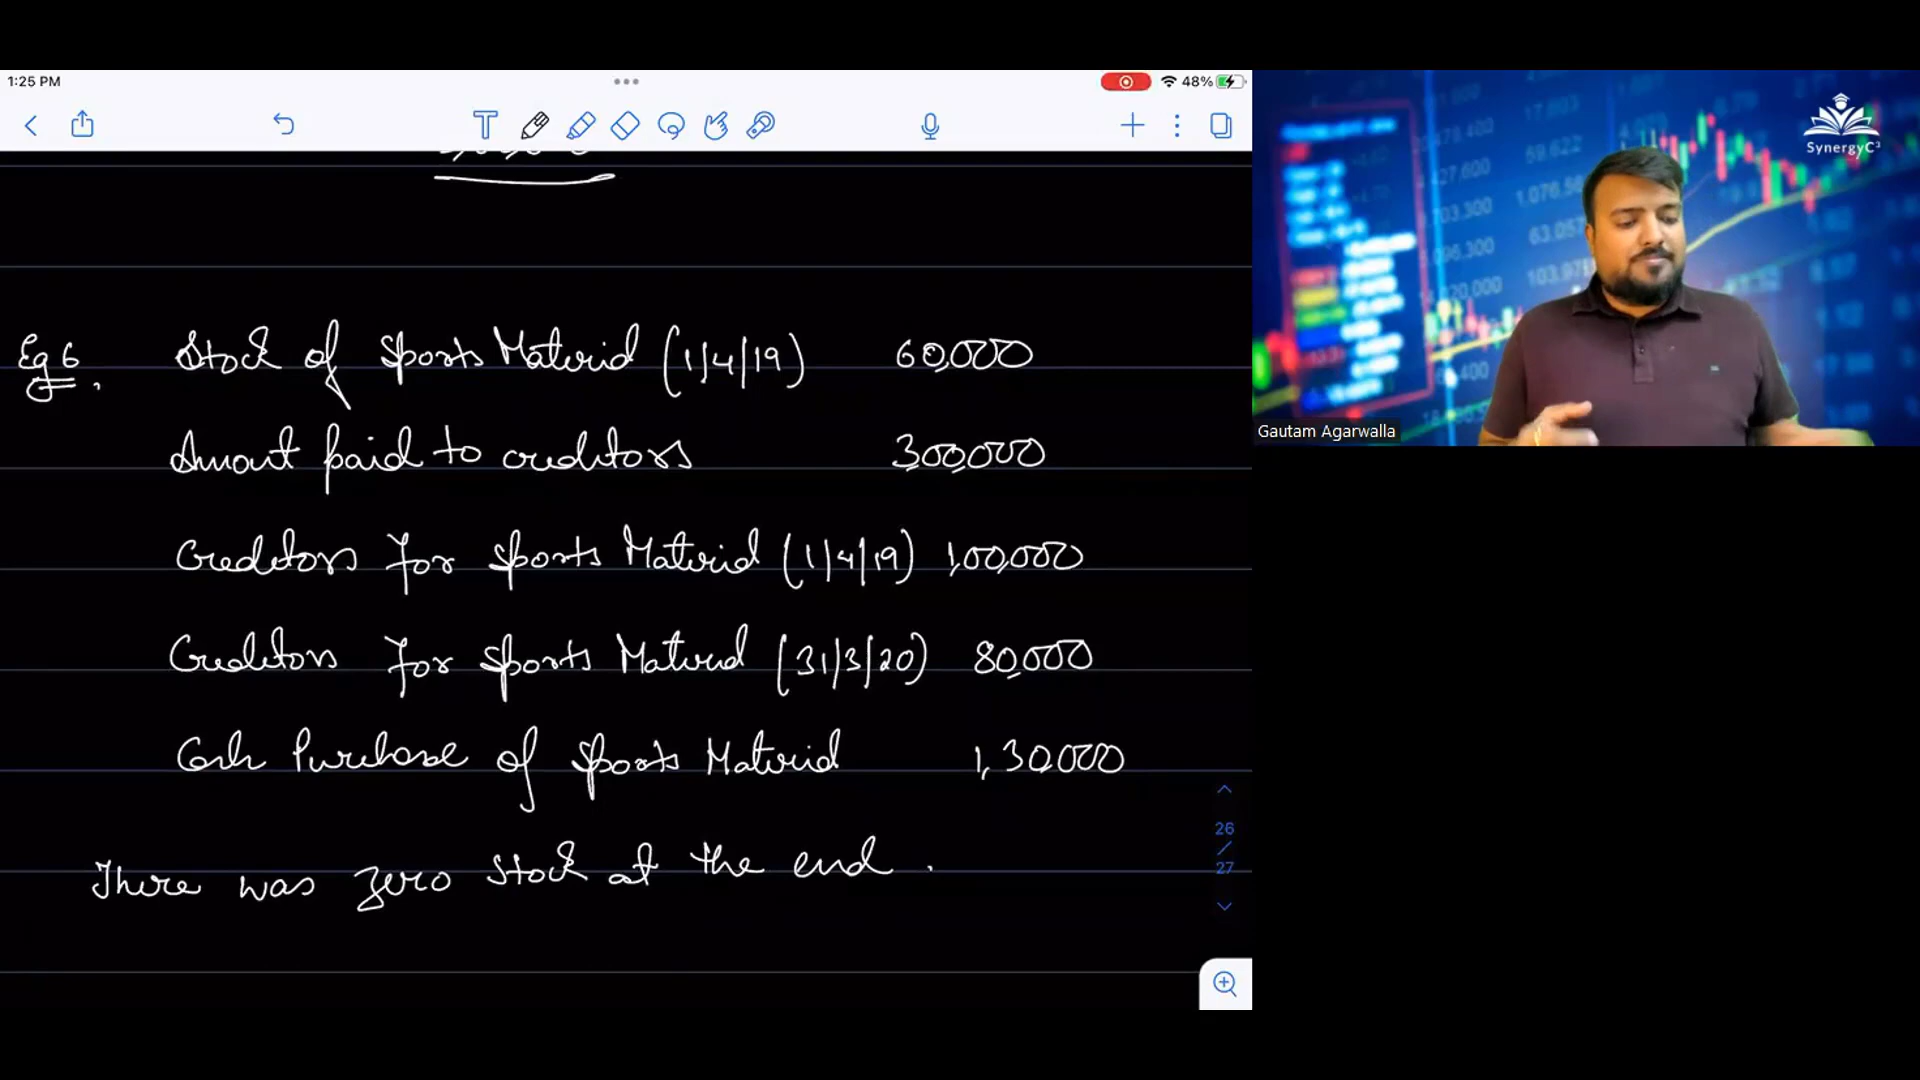 1:25 PM
48%
SynergyC³
Eg 6. Stock of Sports Material (1/4/19) 60,000
Amount paid to creditors 3,00,000
Gautam Agarwalla
Creditors for Sports Material (1/4/19) 1,00,000
Creditors for Sports Material (31/3/20) 80,000
Cash Purchase of Sports Material 1,30,000
26
/
27
There was zero stock at the end.